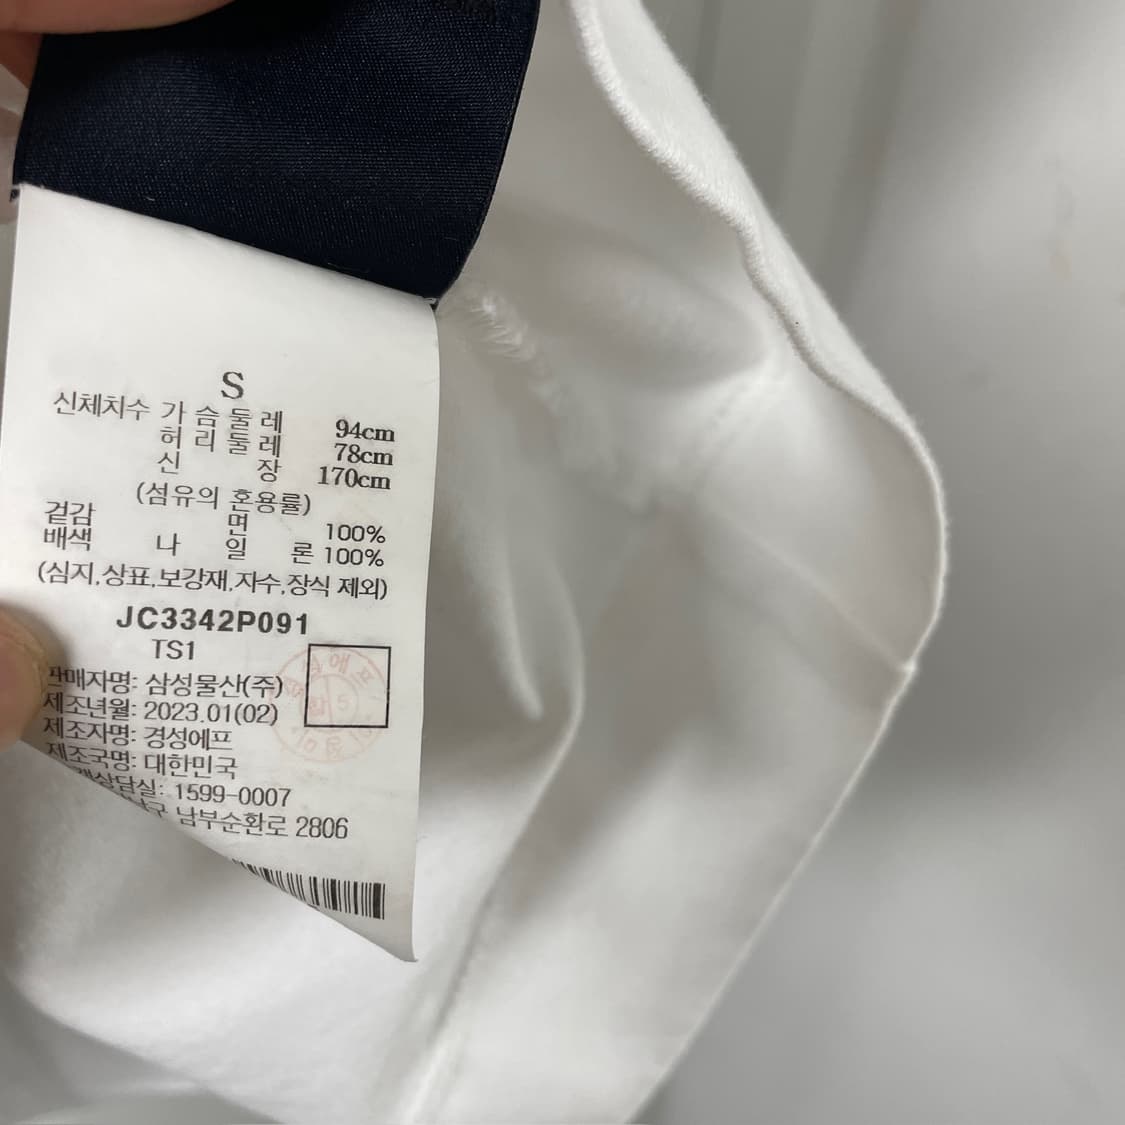 S
신체치수 가슴둘레 94cm
허리둘레 78cm
신장 170cm
(섬유의 혼용률)
겉감 면 100%
배색 나일론 100%
(심지,상표,보강재,자수,장식 제외)
JC3342P091
TS1
판매자명: 삼성물산(주)
제조년월: 2023.01(02)
제조자명: 경성에프
제조국명: 대한민국
상담실: 1599-0007
남부순환로 2806